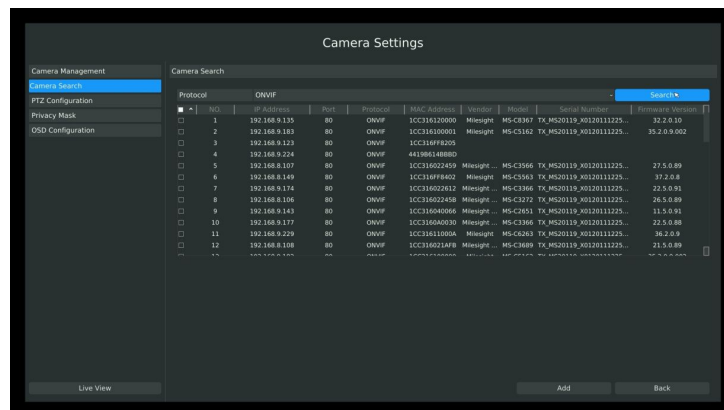 Camera Settings
Camera Management
Camera Search
PTZ Configuration
Privacy Mask
OSD Configuration
Camera Search
Protocol ONVIF Search
NO. IP Address Port Protocol MAC Address Vendor Model Serial Number Firmware Version
1 192.168.9.135 80 ONVIF 1CC316120000 Milesight MS-C8367 TX_MS20119_X0120111225... 32.2.0.10
2 192.168.9.183 80 ONVIF 1CC316100001 Milesight MS-C5162 TX_MS20119_X0120111225... 35.2.0.9.002
3 192.168.9.123 80 ONVIF 1CC316FF8205
4 192.168.9.224 80 ONVIF 4419B614BBBD
5 192.168.8.107 80 ONVIF 1CC316022459 Milesight ... MS-C3566 TX_MS20119_X0120111225... 27.5.0.89
6 192.168.8.149 80 ONVIF 1CC316FF8402 Milesight MS-C5563 TX_MS20119_X0120111225... 37.2.0.8
7 192.168.9.174 80 ONVIF 1CC316022612 Milesight ... MS-C3366 TX_MS20119_X0120111225... 22.5.0.91
8 192.168.8.106 80 ONVIF 1CC31602245B Milesight ... MS-C3272 TX_MS20119_X0120111225... 26.5.0.89
9 192.168.9.143 80 ONVIF 1CC316040066 Milesight ... MS-C2651 TX_MS20119_X0120111225... 11.5.0.91
10 192.168.9.177 80 ONVIF 1CC3160A0030 Milesight ... MS-C3366 TX_MS20119_X0120111225... 22.5.0.88
11 192.168.9.229 80 ONVIF 1CC31611000A Milesight MS-C6263 TX_MS20119_X0120111225... 36.2.0.9
12 192.168.8.108 80 ONVIF 1CC316021AFB Milesight ... MS-C3689 TX_MS20119_X0120111225... 21.5.0.89
Live View Add Back